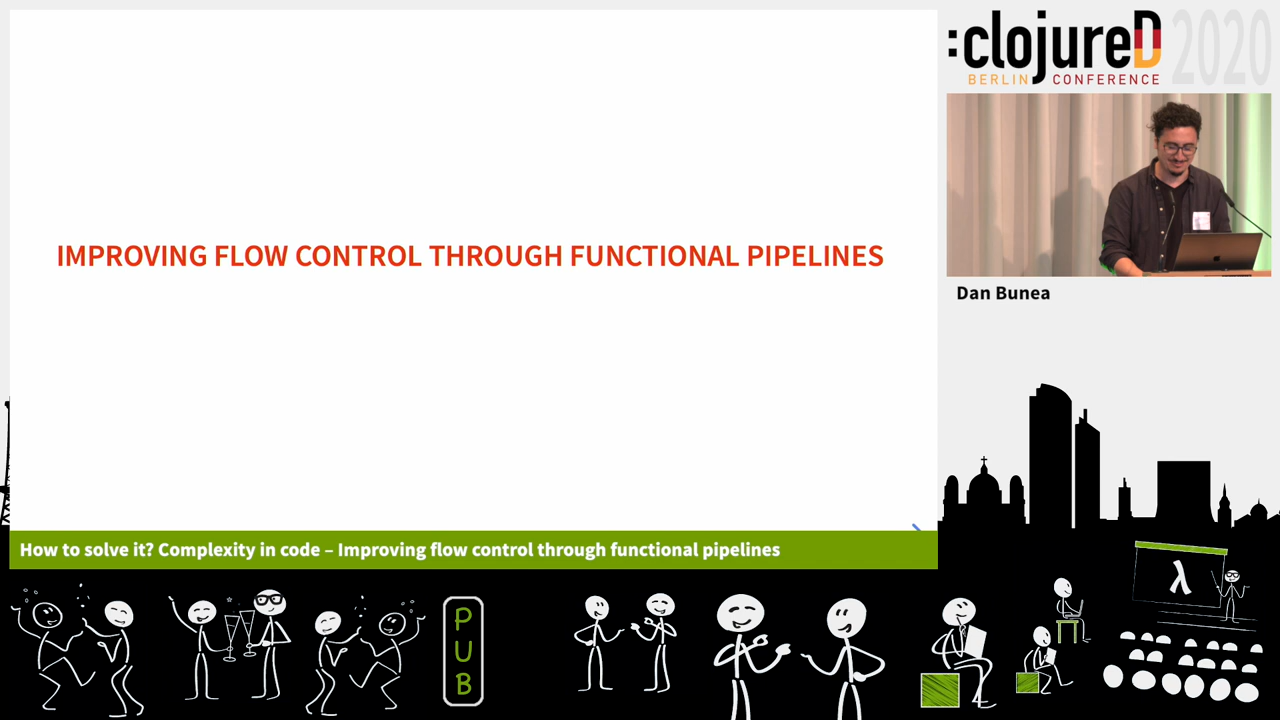 IMPROVING FLOW CONTROL THROUGH FUNCTIONAL PIPELINES
:clojureD 2020
BERLIN CONFERENCE
Dan Bunea
How to solve it? Complexity in code – Improving flow control through functional pipelines
PUB
λ